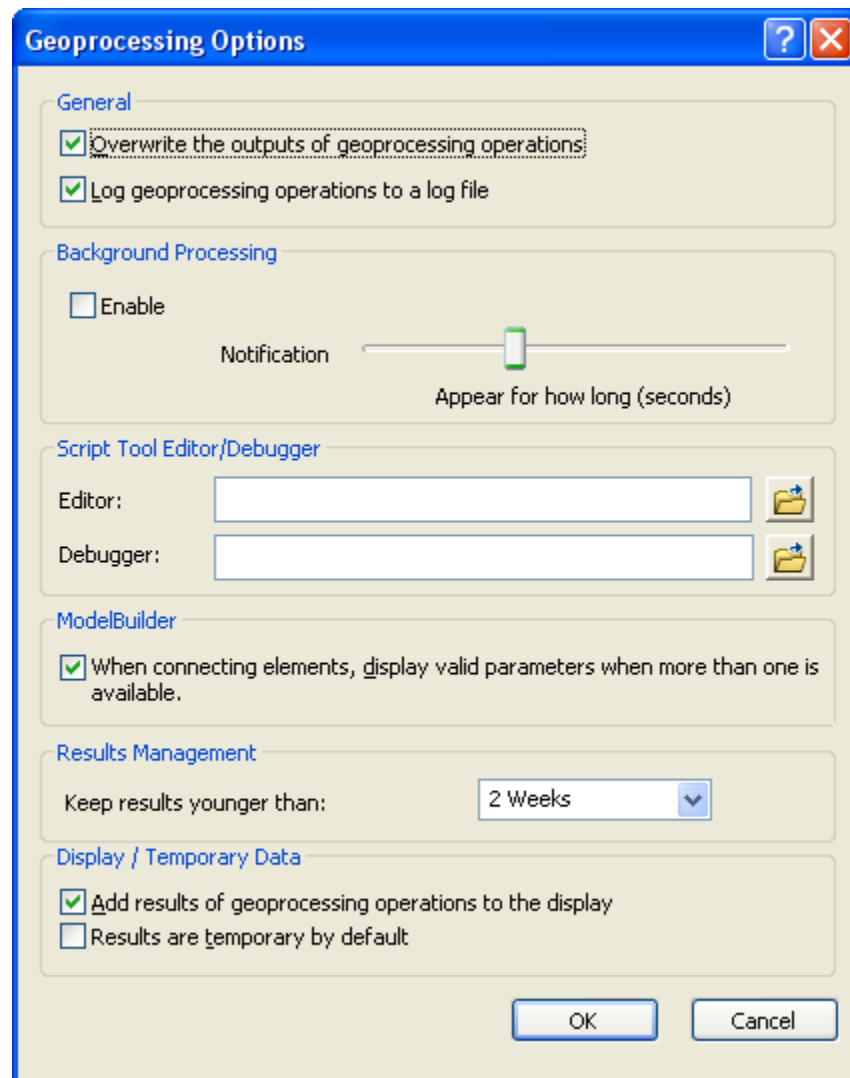 Geoprocessing Options
General
Overwrite the outputs of geoprocessing operations
Log geoprocessing operations to a log file
Background Processing
Enable
Notification
Appear for how long (seconds)
Script Tool Editor/Debugger
Editor:
Debugger:
ModelBuilder
When connecting elements, display valid parameters when more than one is
available.
Results Management
Keep results younger than: 2 Weeks
Display / Temporary Data
Add results of geoprocessing operations to the display
Results are temporary by default
OK Cancel